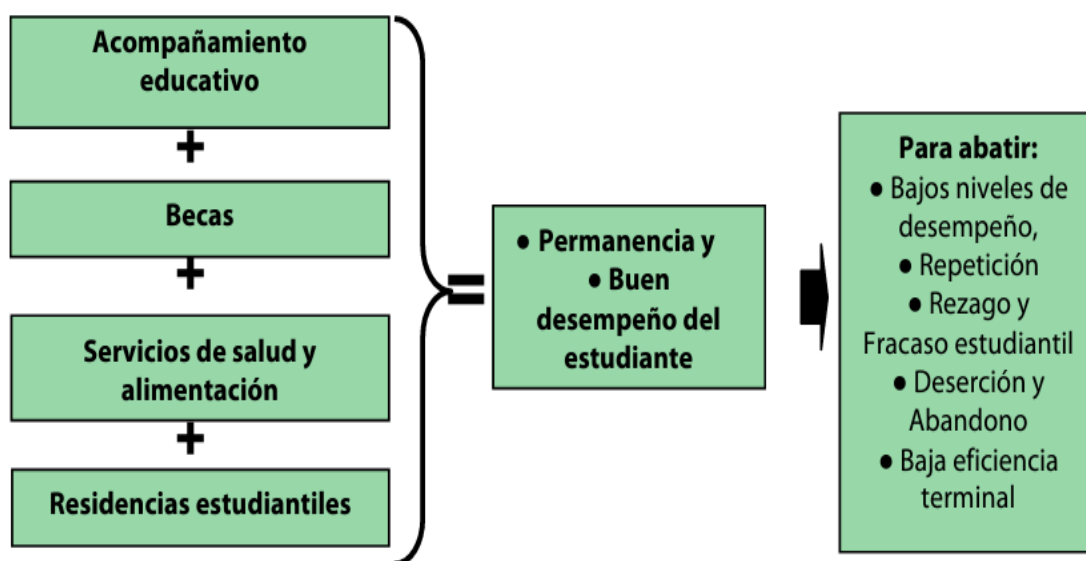 Acompañamiento
educativo
+
Becas
+
Servicios de salud y
alimentación
+
Residencias estudiantiles
=
● Permanencia y
● Buen
desempeño del
estudiante
Para abatir:
● Bajos niveles de
desempeño,
● Repetición
● Rezago y
Fracaso estudiantil
● Deserción y
Abandono
● Baja eficiencia
terminal